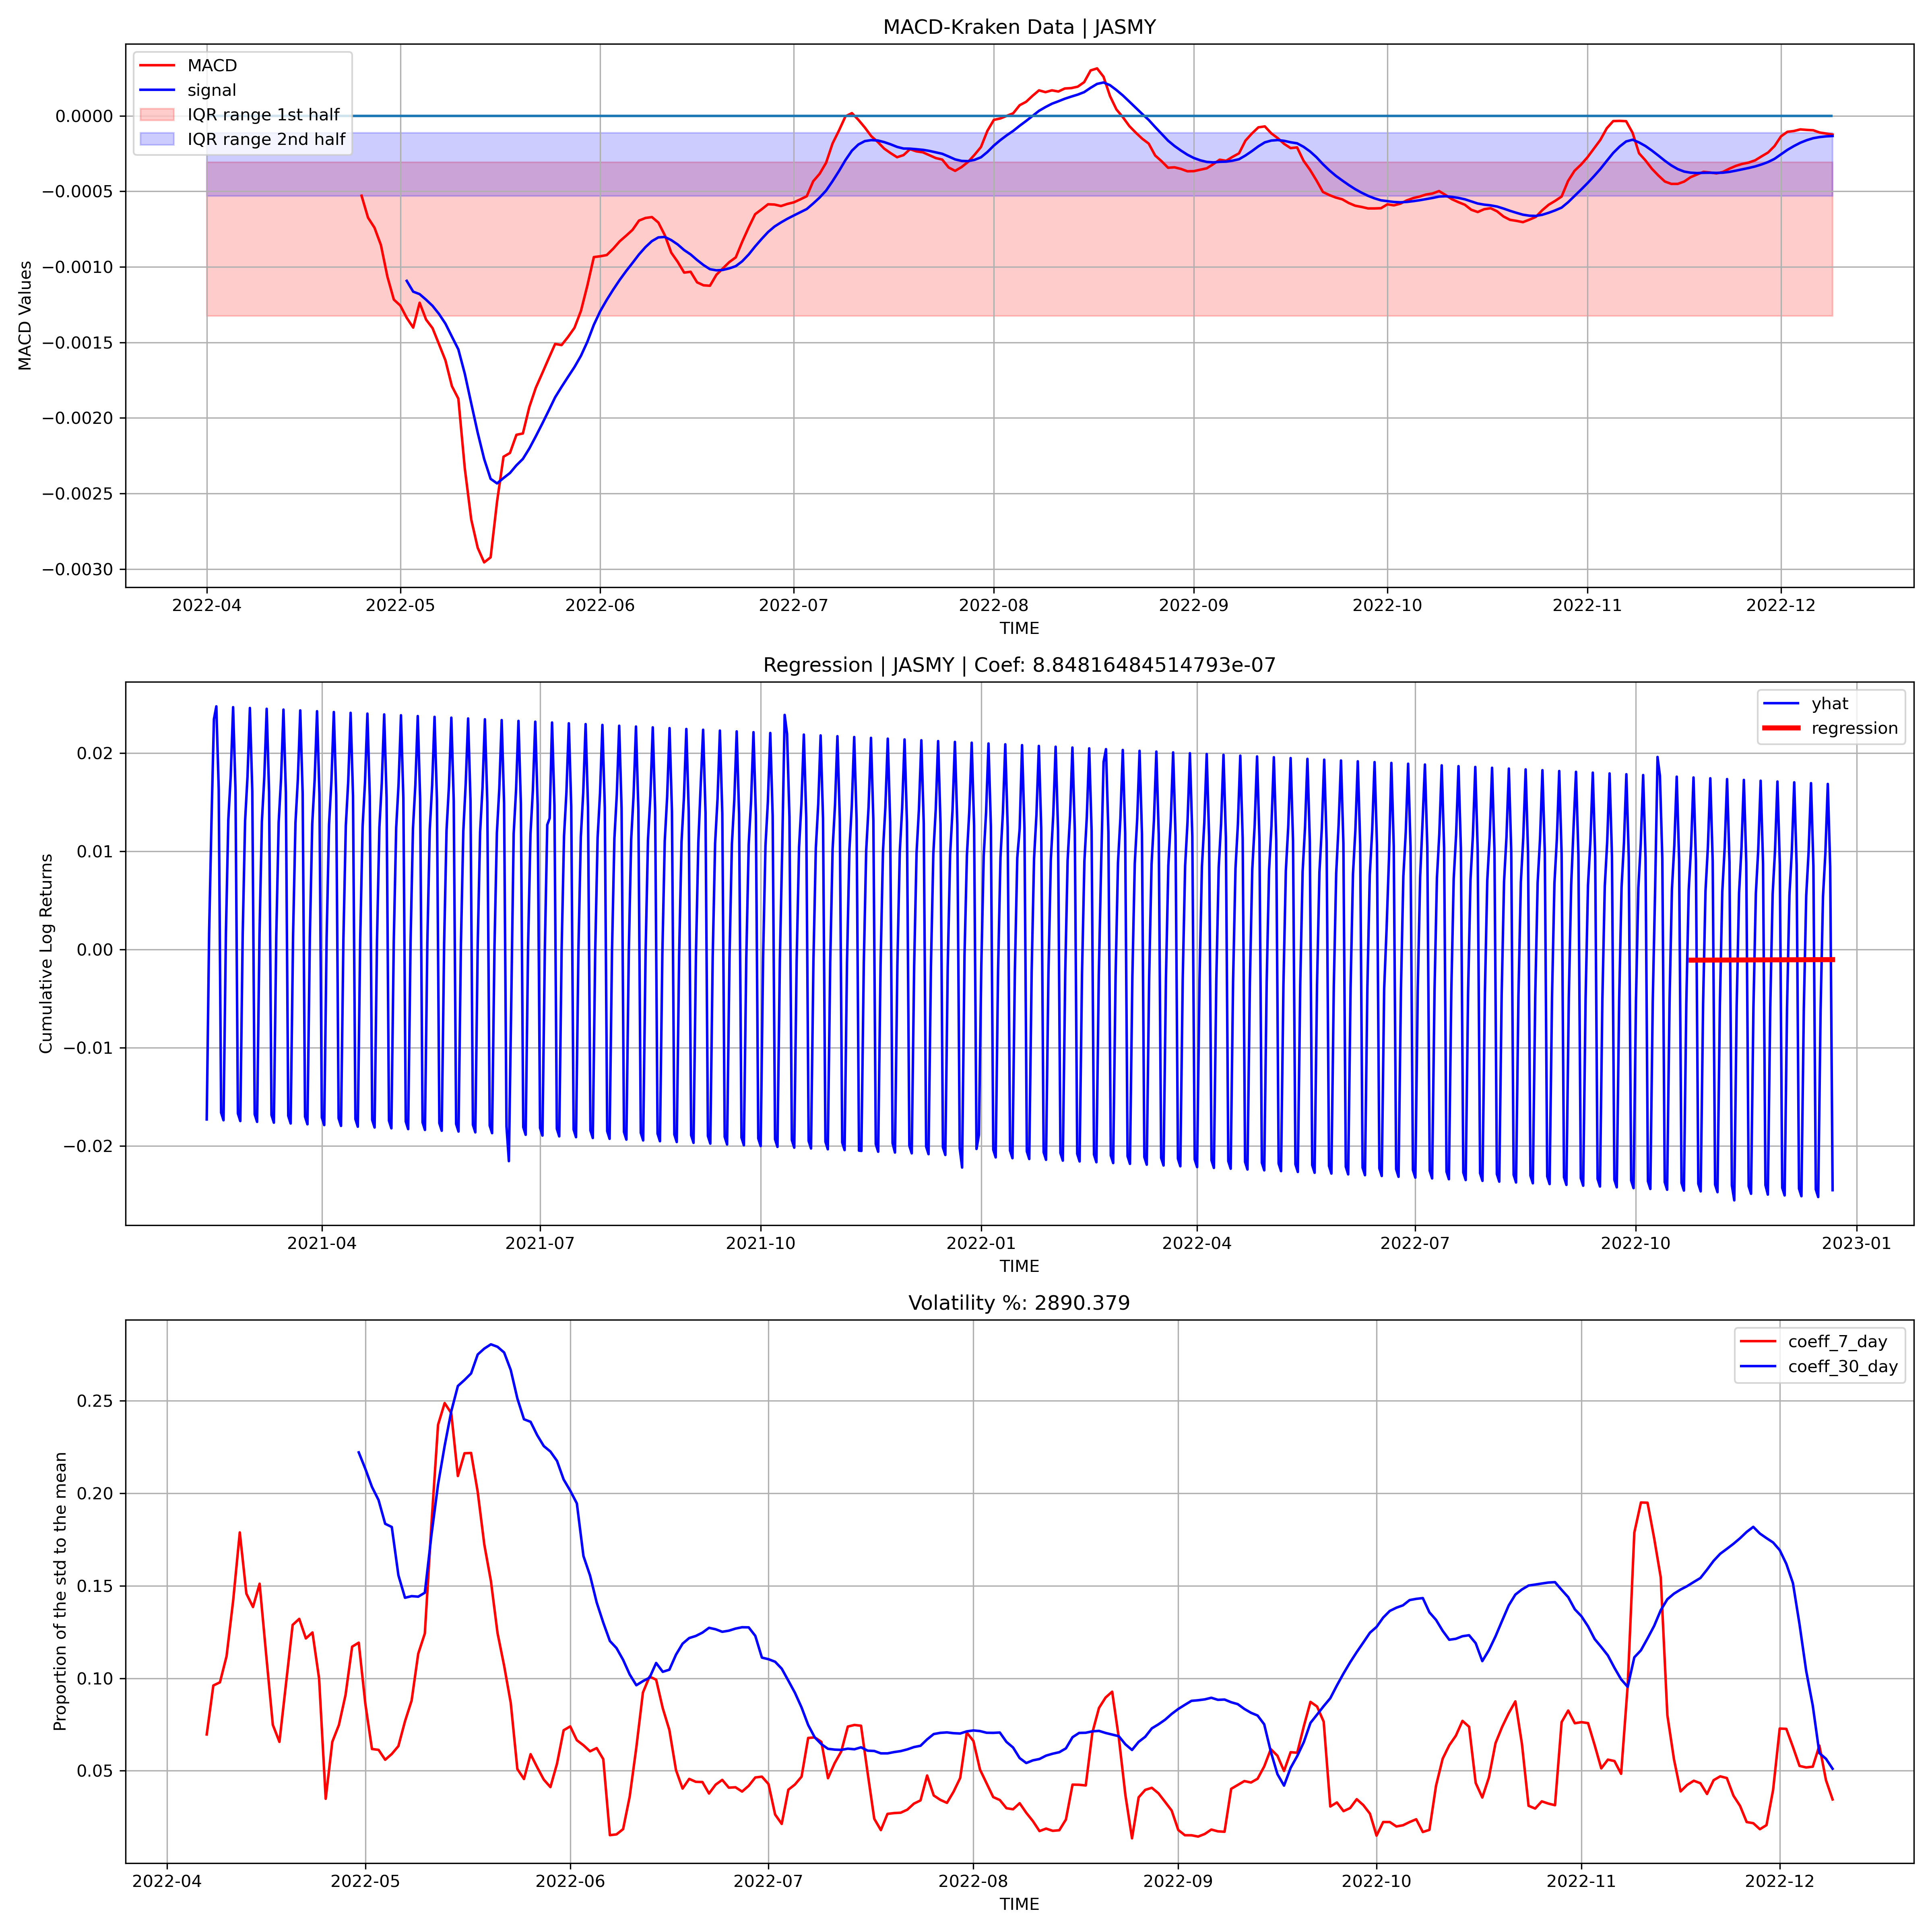 MACD-Kraken Data | JASMY
MACD
signal
IQR range 1st half
IQR range 2nd half
MACD Values
0.0000
−0.0005
−0.0010
−0.0015
−0.0020
−0.0025
−0.0030
2022-04 2022-05 2022-06 2022-07 2022-08 2022-09 2022-10 2022-11 2022-12
TIME
Regression | JASMY | Coef: 8.84816484514793e-07
yhat
regression
Cumulative Log Returns
0.02
0.01
0.00
−0.01
−0.02
2021-04 2021-07 2021-10 2022-01 2022-04 2022-07 2022-10 2023-01
TIME
Volatility %: 2890.379
coeff_7_day
coeff_30_day
Proportion of the std to the mean
0.25
0.20
0.15
0.10
0.05
2022-04 2022-05 2022-06 2022-07 2022-08 2022-09 2022-10 2022-11 2022-12
TIME